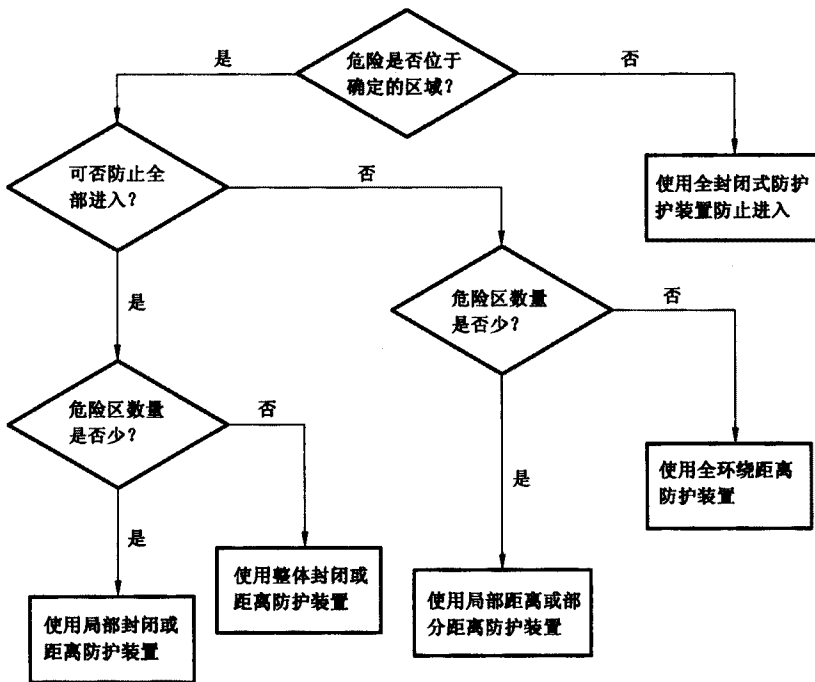 危险是否位于
确定的区域？
是
否
可否防止全
部进入？
否
使用全封闭式防护
护装置防止进入
是
危险区数量
是否少？
否
危险区数量
是否少？
否
使用全环绕距离
防护装置
是
是
使用整体封闭或
距离防护装置
使用局部距离或部
分距离防护装置
使用局部封闭或
距离防护装置